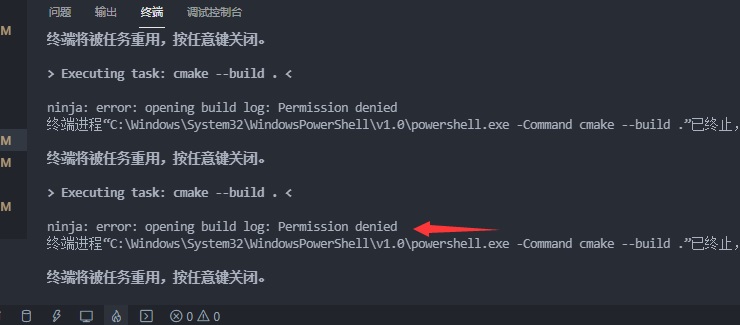 问题 输出 终端 调试控制台
终端将被任务重用，按任意键关闭。
M
> Executing task: cmake --build . <
ninja: error: opening build log: Permission denied
终端进程“C:\Windows\System32\WindowsPowerShell\v1.0\powershell.exe -Command cmake --build .”已终止，
M
终端将被任务重用，按任意键关闭。
M
> Executing task: cmake --build . <
M
ninja: error: opening build log: Permission denied
终端进程“C:\Windows\System32\WindowsPowerShell\v1.0\powershell.exe -Command cmake --build .”已终止，
终端将被任务重用，按任意键关闭。
0 0